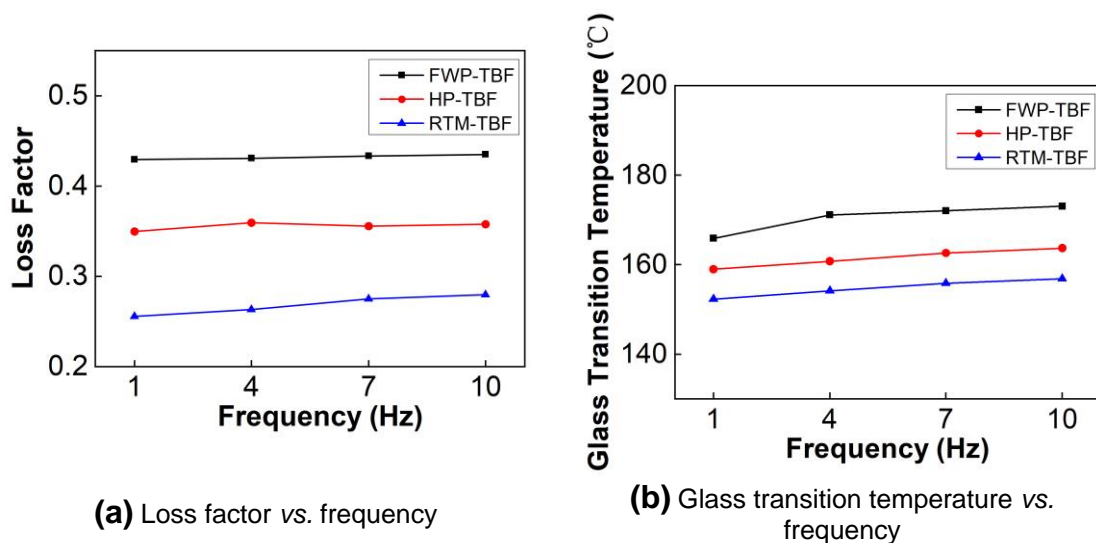 FWP-TBF
HP-TBF
RTM-TBF
0.5
0.4
0.3
0.2
Loss Factor
1 4 7 10
Frequency (Hz)
(a) Loss factor vs. frequency
FWP-TBF
HP-TBF
RTM-TBF
200
180
160
140
Glass Transition Temperature (℃)
1 4 7 10
Frequency (Hz)
(b) Glass transition temperature vs.
frequency